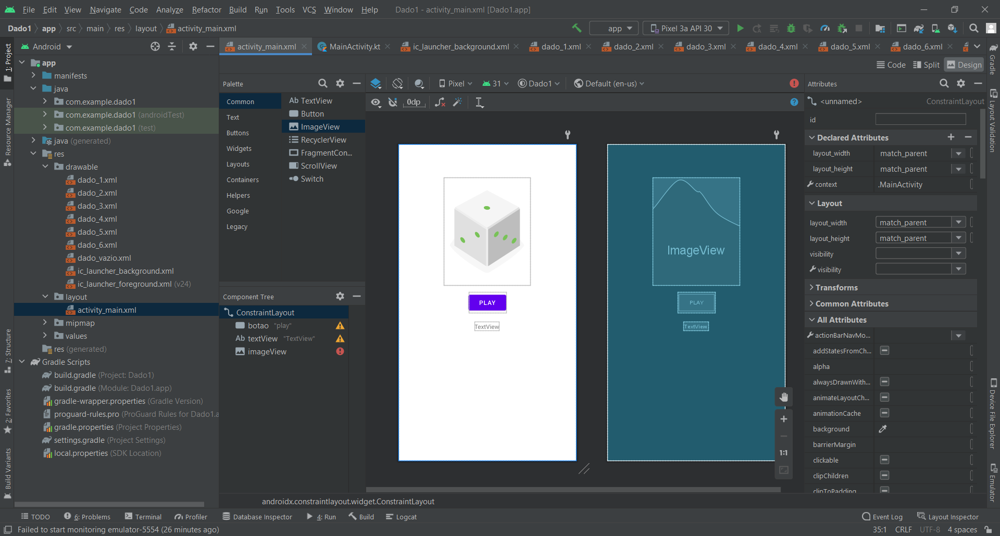 File Edit View Navigate Code Analyze Refactor Build Run Tools VCS Window Help Dado1 - activity_main.xml [Dado1.app]
Dado1 app src main res layout activity_main.xml app Pixel 3a API 30
Android
activity_main.xml MainActivity.kt ic_launcher_background.xml dado_1.xml dado_2.xml dado_3.xml dado_4.xml dado_5.xml dado_6.xml
Code Split Design
1: Project
Resource Manager
7: Structure
2: Favorites
Build Variants
app
manifests
java
com.example.dado1
com.example.dado1 (androidTest)
com.example.dado1 (test)
java (generated)
res
drawable
dado_1.xml
dado_2.xml
dado_3.xml
dado_4.xml
dado_5.xml
dado_6.xml
dado_vazio.xml
ic_launcher_background.xml
ic_launcher_foreground.xml (v24)
layout
activity_main.xml
mipmap
values
res (generated)
Gradle Scripts
build.gradle (Project: Dado1)
build.gradle (Module: Dado1.app)
gradle-wrapper.properties (Gradle Version)
proguard-rules.pro (ProGuard Rules for Dado1.a
gradle.properties (Project Properties)
settings.gradle (Project Settings)
local.properties (SDK Location)
Palette
Common
Text
Buttons
Widgets
Layouts
Containers
Helpers
Google
Legacy
Ab TextView
Button
ImageView
RecyclerView
FragmentCon...
ScrollView
Switch
Component Tree
ConstraintLayout
botao "play"
Ab textView "TextView"
imageView
Pixel 31 Dado1 Default (en-us)
0dp
PLAY
TextView
ImageView
PLAY
TextView
1:1
androidx.constraintlayout.widget.ConstraintLayout
Attributes
<unnamed> ConstraintLayout
id
Declared Attributes
layout_width match_parent
layout_height match_parent
context .MainActivity
Layout
layout_width match_parent
layout_height match_parent
visibility
visibility
Transforms
Common Attributes
All Attributes
actionBarNavMo...
addStatesFromCh...
alpha
alwaysDrawnWith...
animateLayoutCh...
animationCache
background
barrierMargin
clickable
clipChildren
clipToPadding
Gradle
Layout Validation
Device File Explorer
Emulator
TODO 6: Problems Terminal Profiler Database Inspector 4: Run Build Logcat Event Log Layout Inspector
Failed to start monitoring emulator-5554 (26 minutes ago) 35:1 CRLF UTF-8 4 spaces